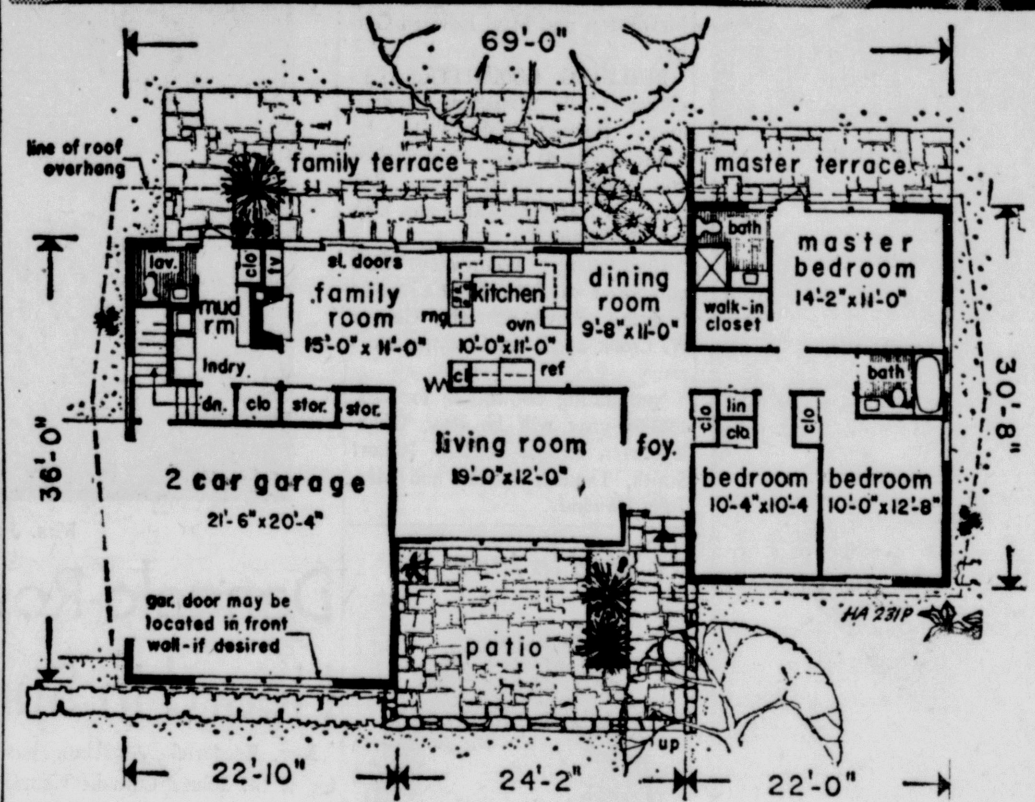 69'-0"
line of roof
overhang
family terrace
master terrace
lav.
clo
tv
sl. doors
bath
mud
rm
family
room
15'-0" x 11'-0"
rng
kitchen
ovn
10'-0"x11'-0"
dining
room
9'-8"x11'-0"
walk-in
closet
master
bedroom
14'-2"x11'-0"
lndry
dn.
clo
stor.
stor.
cl
ref
bath
36'-0"
30'-8"
2 car garage
21'-6"x20'-4"
living room
19'-0"x12'-0"
foy.
clo
lin
clo
clo
bedroom
10'-4"x10'-4
bedroom
10'-0"x12'-8"
gar. door may be
located in front
wall-if desired
patio
up
HA 231P
22'-10"
24'-2"
22'-0"